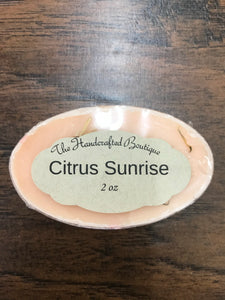 The Handcrafted Boutique
Citrus Sunrise
2 oz